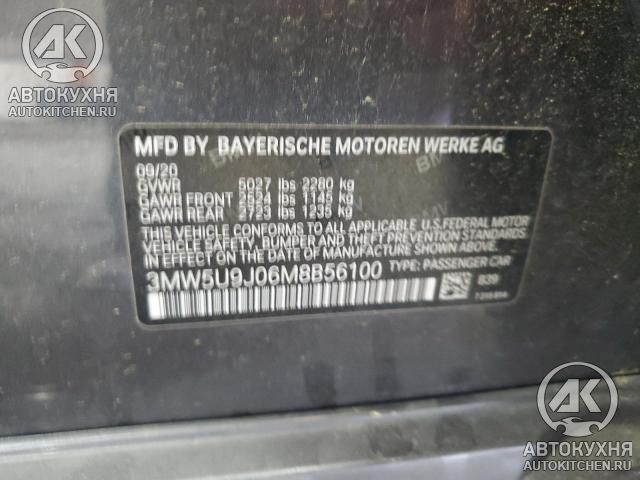 АК
АВТОКУХНЯ
AUTOKITCHEN.RU
MFD BY BAYERISCHE MOTOREN WERKE AG
09/20
GVWR 5027 lbs 2280 kg
GAWR FRONT 2524 lbs 1145 kg
GAWR REAR 2723 lbs 1235 kg
THIS VEHICLE CONFORMS TO ALL APPLICABLE U.S.FEDERAL MOTOR
VEHICLE SAFETY, BUMPER AND THEFT PREVENTION STANDARDS
IN EFFECT ON THE DATE OF MANUFACTURE SHOWN ABOVE.
3MW5U9J06M8B56100 TYPE: PASSENGER CAR
B39
АК
АВТОКУХНЯ
AUTOKITCHEN.RU